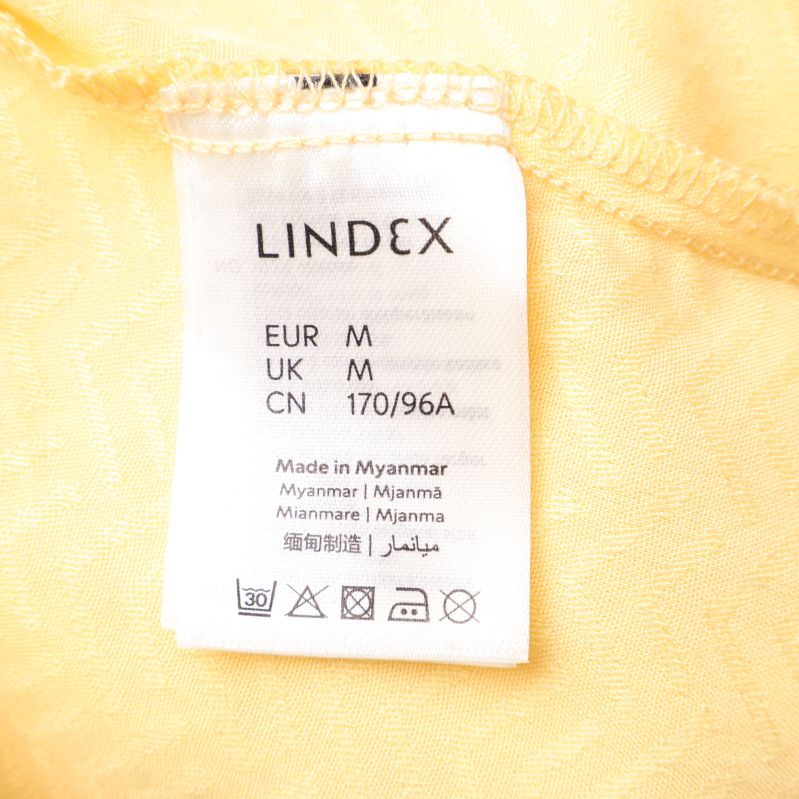 LINDEX
EUR M
UK M
CN 170/96A
Made in Myanmar
Myanmar | Mjanmā
Mianmare | Mjanma
缅甸制造 | ميانمار
30